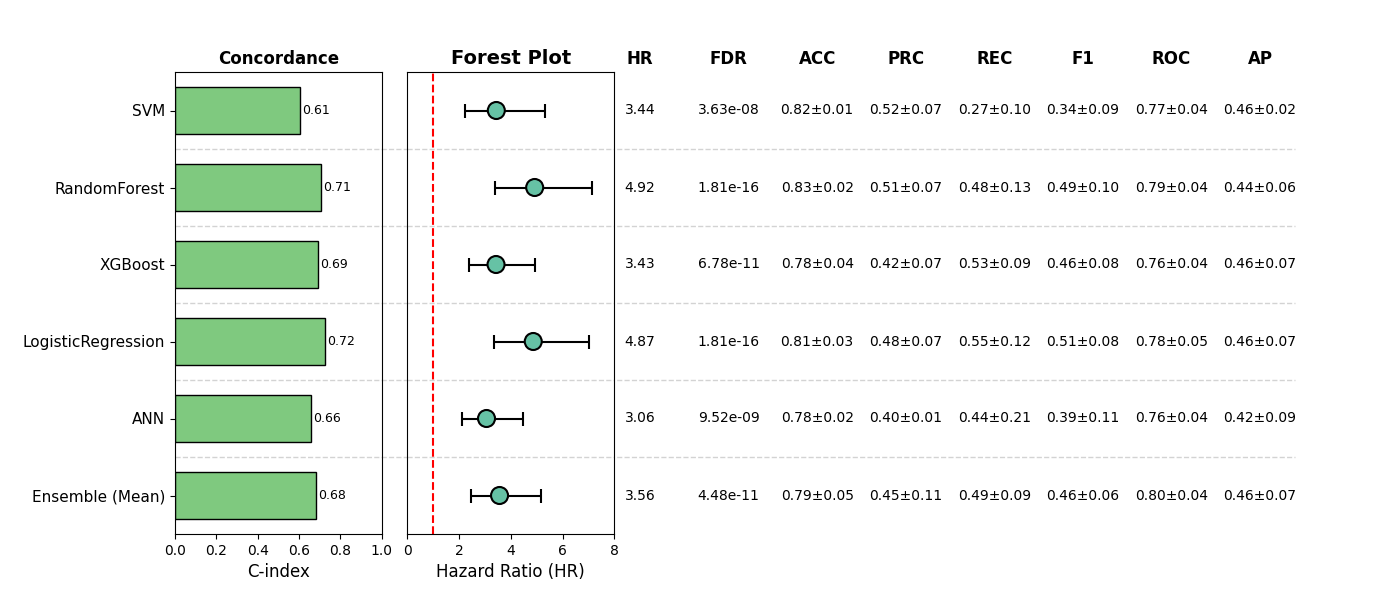 Concordance Forest Plot HR FDR ACC PRC REC F1 ROC AP
SVM 0.61 3.44 3.63e-08 0.82±0.01 0.52±0.07 0.27±0.10 0.34±0.09 0.77±0.04 0.46±0.02
RandomForest 0.71 4.92 1.81e-16 0.83±0.02 0.51±0.07 0.48±0.13 0.49±0.10 0.79±0.04 0.44±0.06
XGBoost 0.69 3.43 6.78e-11 0.78±0.04 0.42±0.07 0.53±0.09 0.46±0.08 0.76±0.04 0.46±0.07
LogisticRegression 0.72 4.87 1.81e-16 0.81±0.03 0.48±0.07 0.55±0.12 0.51±0.08 0.78±0.05 0.46±0.07
ANN 0.66 3.06 9.52e-09 0.78±0.02 0.40±0.01 0.44±0.21 0.39±0.11 0.76±0.04 0.42±0.09
Ensemble (Mean) 0.68 3.56 4.48e-11 0.79±0.05 0.45±0.11 0.49±0.09 0.46±0.06 0.80±0.04 0.46±0.07
0.0 0.2 0.4 0.6 0.8 1.0 0 2 4 6 8
C-index Hazard Ratio (HR)